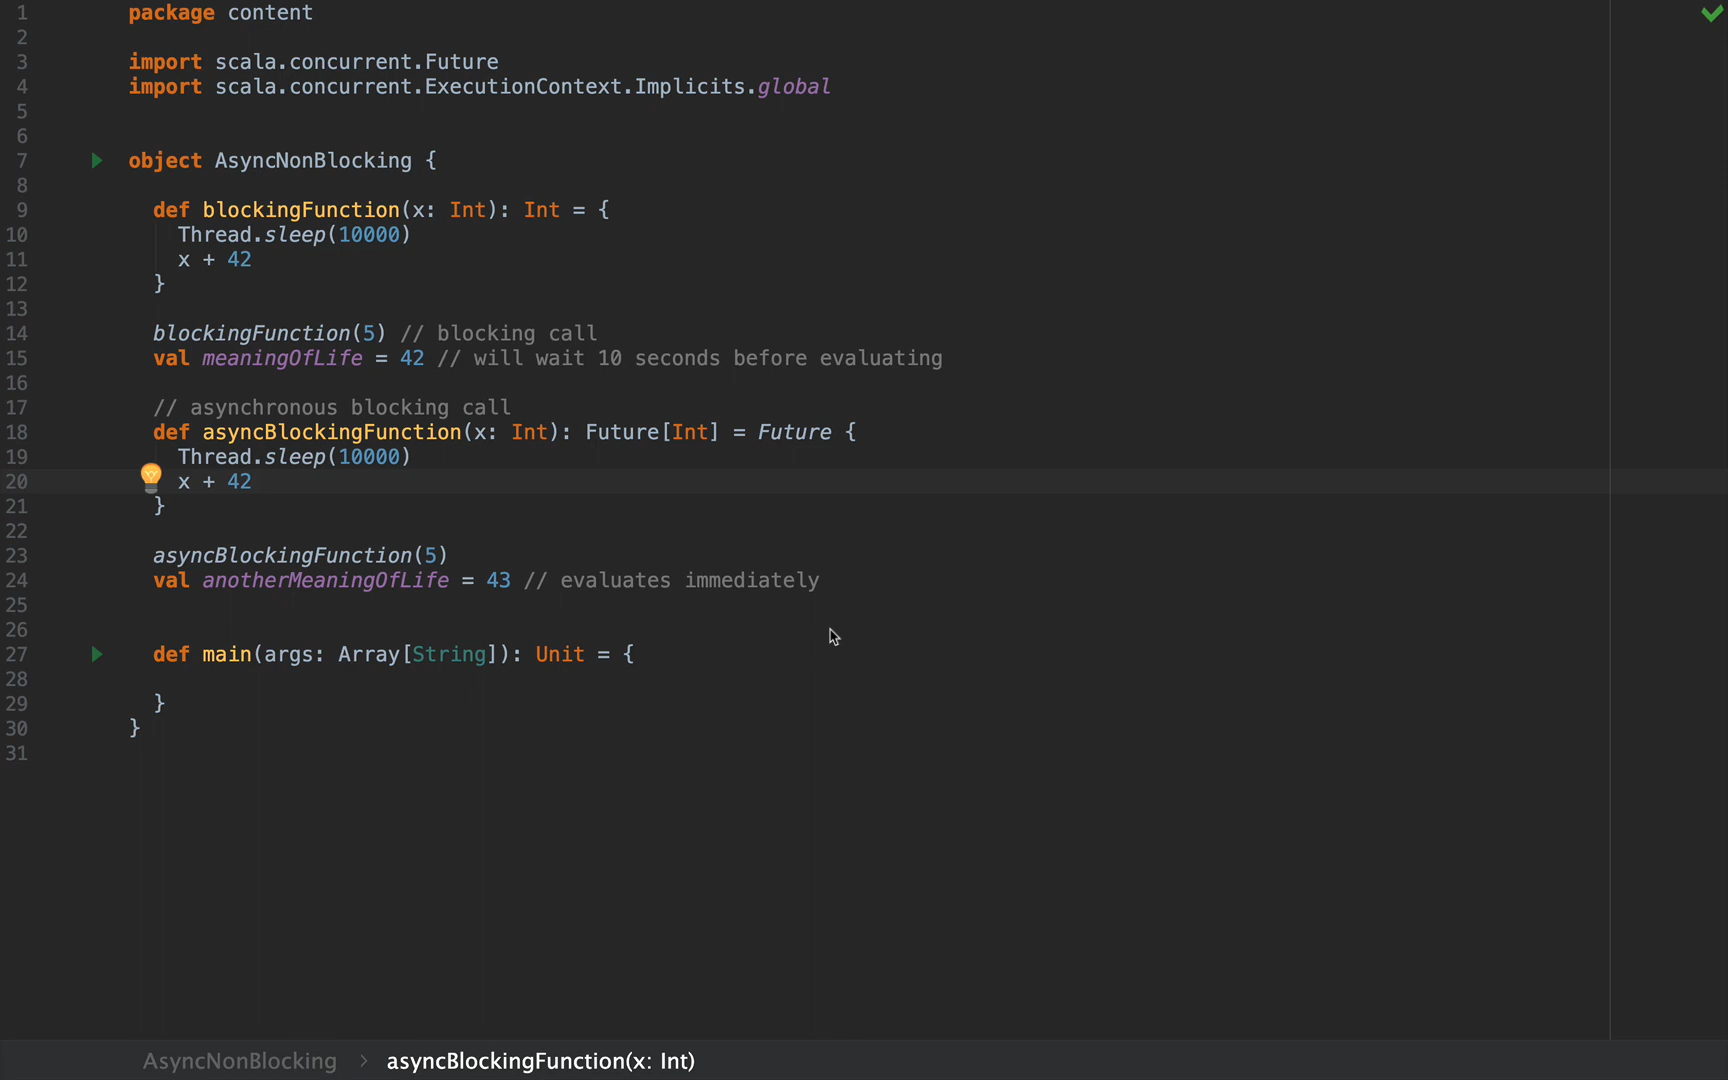 1 package content
2
3 import scala.concurrent.Future
4 import scala.concurrent.ExecutionContext.Implicits.global
5
6
7 object AsyncNonBlocking {
8
9 def blockingFunction(x: Int): Int = {
10 Thread.sleep(10000)
11 x + 42
12 }
13
14 blockingFunction(5) // blocking call
15 val meaningOfLife = 42 // will wait 10 seconds before evaluating
16
17 // asynchronous blocking call
18 def asyncBlockingFunction(x: Int): Future[Int] = Future {
19 Thread.sleep(10000)
20 x + 42
21 }
22
23 asyncBlockingFunction(5)
24 val anotherMeaningOfLife = 43 // evaluates immediately
25
26
27 def main(args: Array[String]): Unit = {
28
29 }
30 }
31
AsyncNonBlocking > asyncBlockingFunction(x: Int)